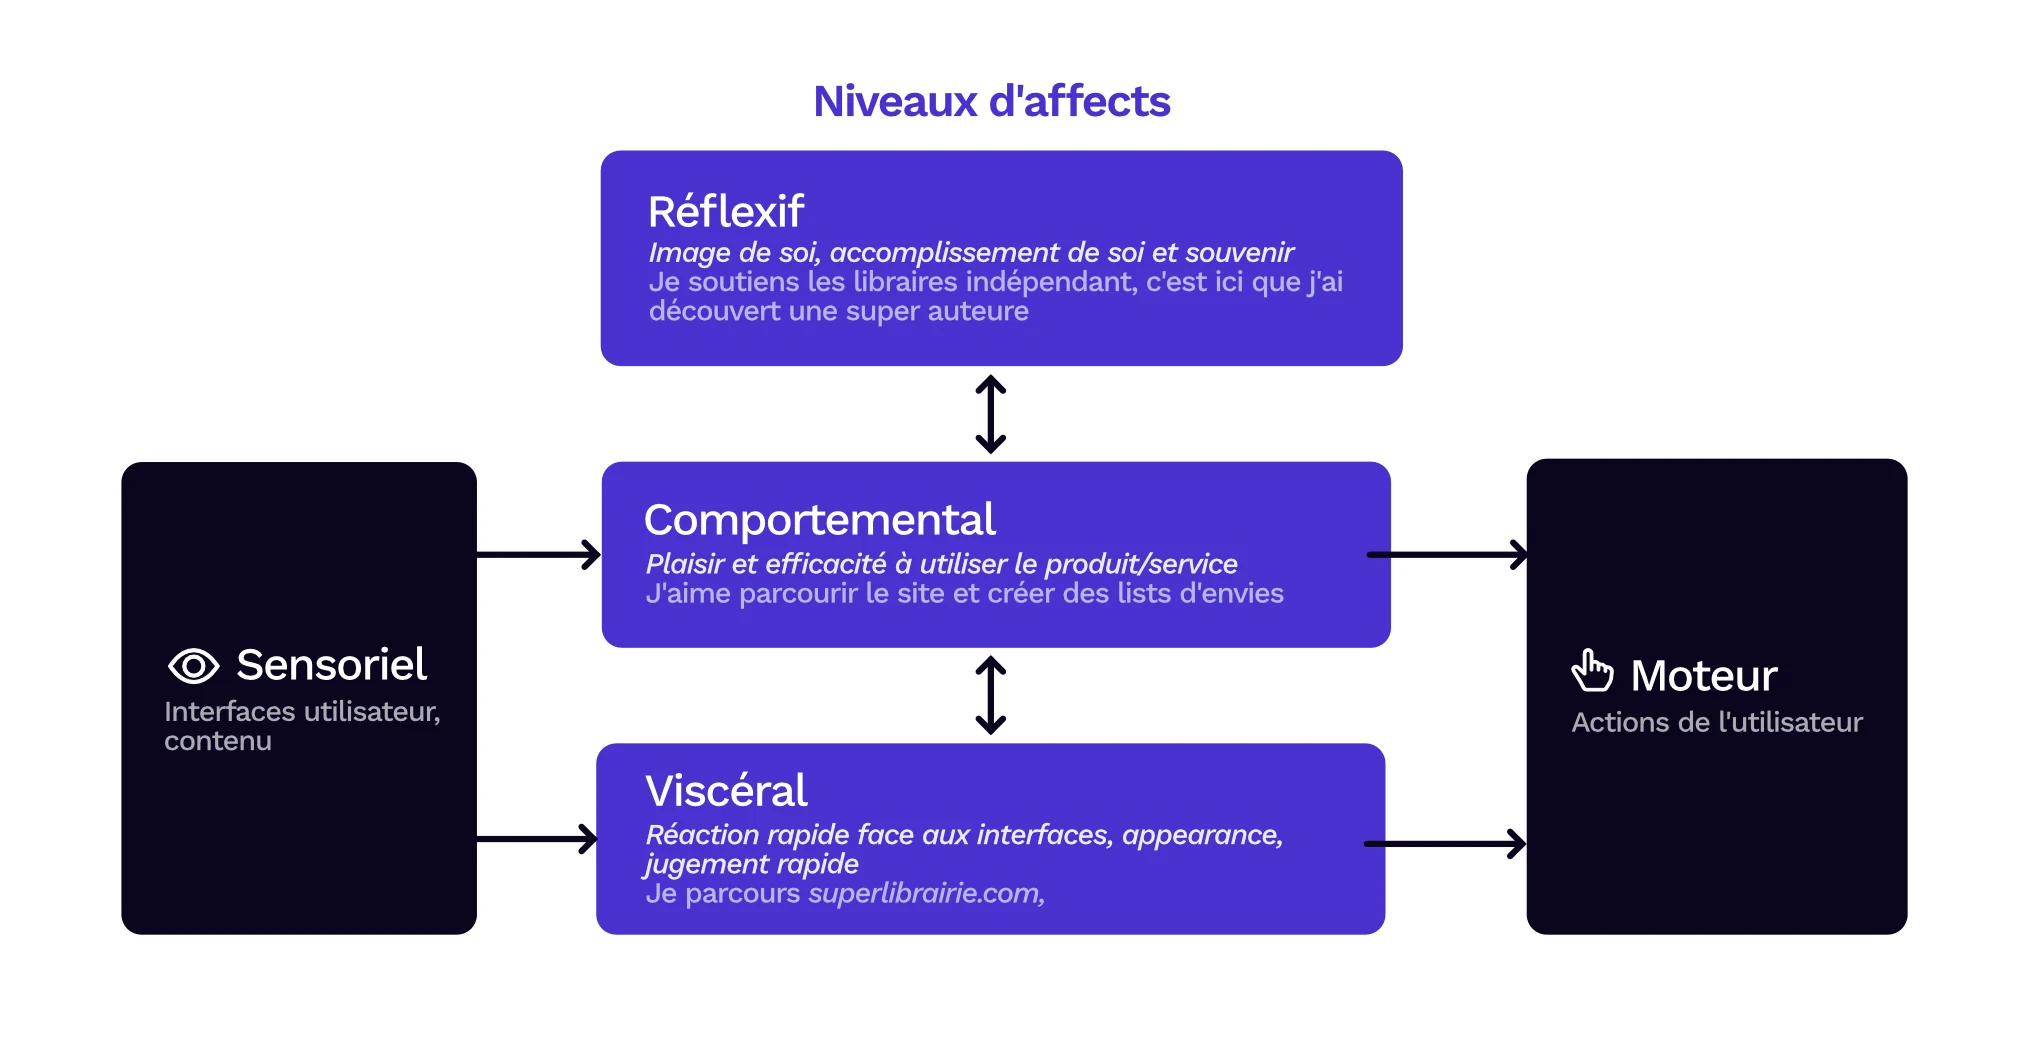 Niveaux d'affects
Réflexif
Image de soi, accomplissement de soi et souvenir
Je soutiens les libraires indépendant, c'est ici que j'ai
découvert une super auteure
Comportemental
Plaisir et efficacité à utiliser le produit/service
J'aime parcourir le site et créer des lists d'envies
Sensoriel
Interfaces utilisateur,
contenu
Moteur
Actions de l'utilisateur
Viscéral
Réaction rapide face aux interfaces, appearance,
jugement rapide
Je parcours superlibrairie.com,